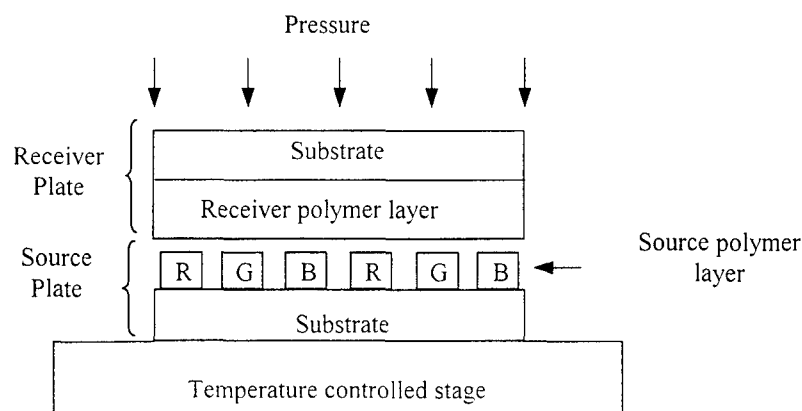 Pressure
Receiver
Plate
Substrate
Receiver polymer layer
Source
Plate
R G B R G B
Source polymer
layer
Substrate
Temperature controlled stage